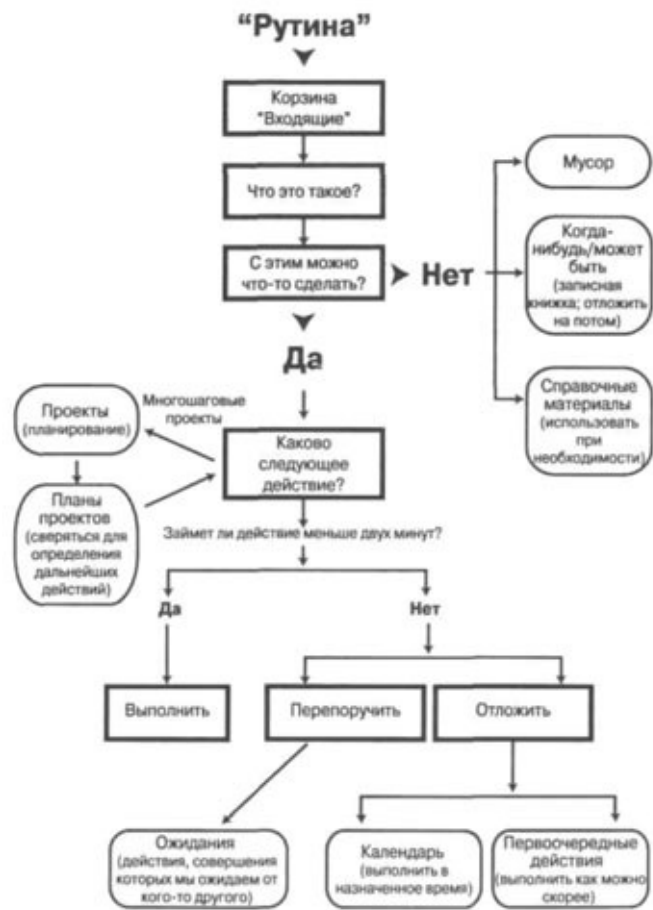 “Рутина”
Корзина
"Входящие"
Что это такое?
С этим можно
что-то сделать?
Нет
Мусор
Когда-
нибудь/может
быть
(записная
книжка; отложить
на потом)
Справочные
материалы
(использовать
при
необходимости)
Да
Многошаговые
проекты
Проекты
(планирование)
Планы
проектов
(сверяться для
определения
дальнейших
действий)
Каково
следующее
действие?
Займет ли действие меньше двух минут?
Да
Нет
Выполнить
Перепоручить
Отложить
Ожидания
(действия, совершения
которых мы ожидаем от
кого-то другого)
Календарь
(выполнить в
назначенное время)
Первоочередные
действия
(выполнить как можно
скорее)